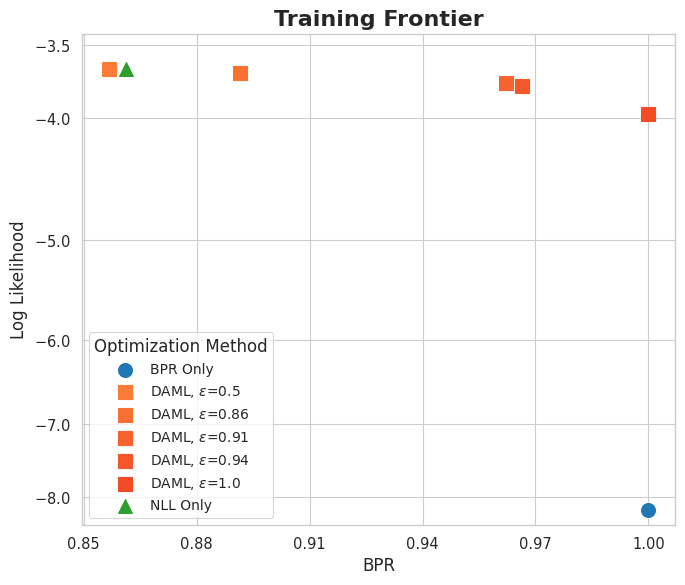 Training Frontier
Log Likelihood
−3.5
−4.0
−5.0
−6.0
−7.0
−8.0
Optimization Method
BPR Only
DAML, ε=0.5
DAML, ε=0.86
DAML, ε=0.91
DAML, ε=0.94
DAML, ε=1.0
NLL Only
0.85 0.88 0.91 0.94 0.97 1.00
BPR